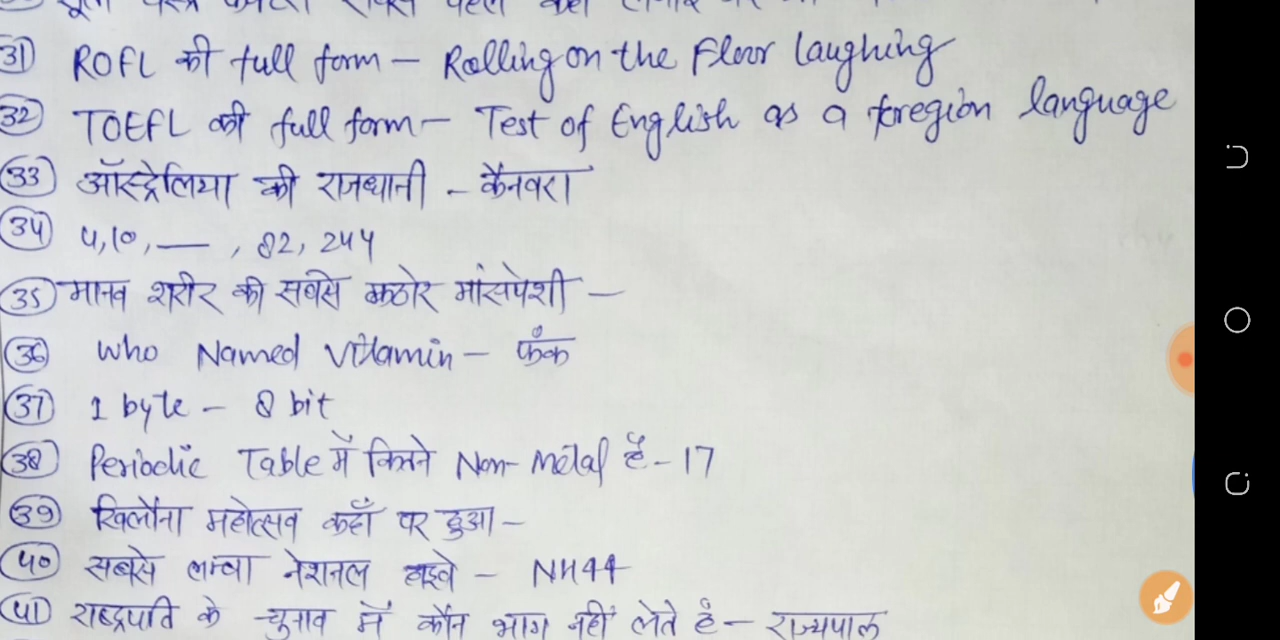 31) ROFL की full form - Rolling on the Floor laughing
32) TOEFL की full form - Test of English as a foregion language
33) ऑस्ट्रेलिया की राजधानी - कैनवरा
34) 4,10, — , 82, 244
35) मानव शरीर की सबसे कठोर मांसपेशी -
36) Who Named Vitamin - फंक
37) 1 byte - 8 bit
38) Periodic Table में कितने Non-Metal हैं - 17
39) खिलौना महोत्सव कहाँ पर हुआ -
40) सबसे लम्बा नेशनल हाइवे - NH44
41) राष्ट्रपति के चुनाव में कौन भाग नहीं लेते हैं - राज्यपाल